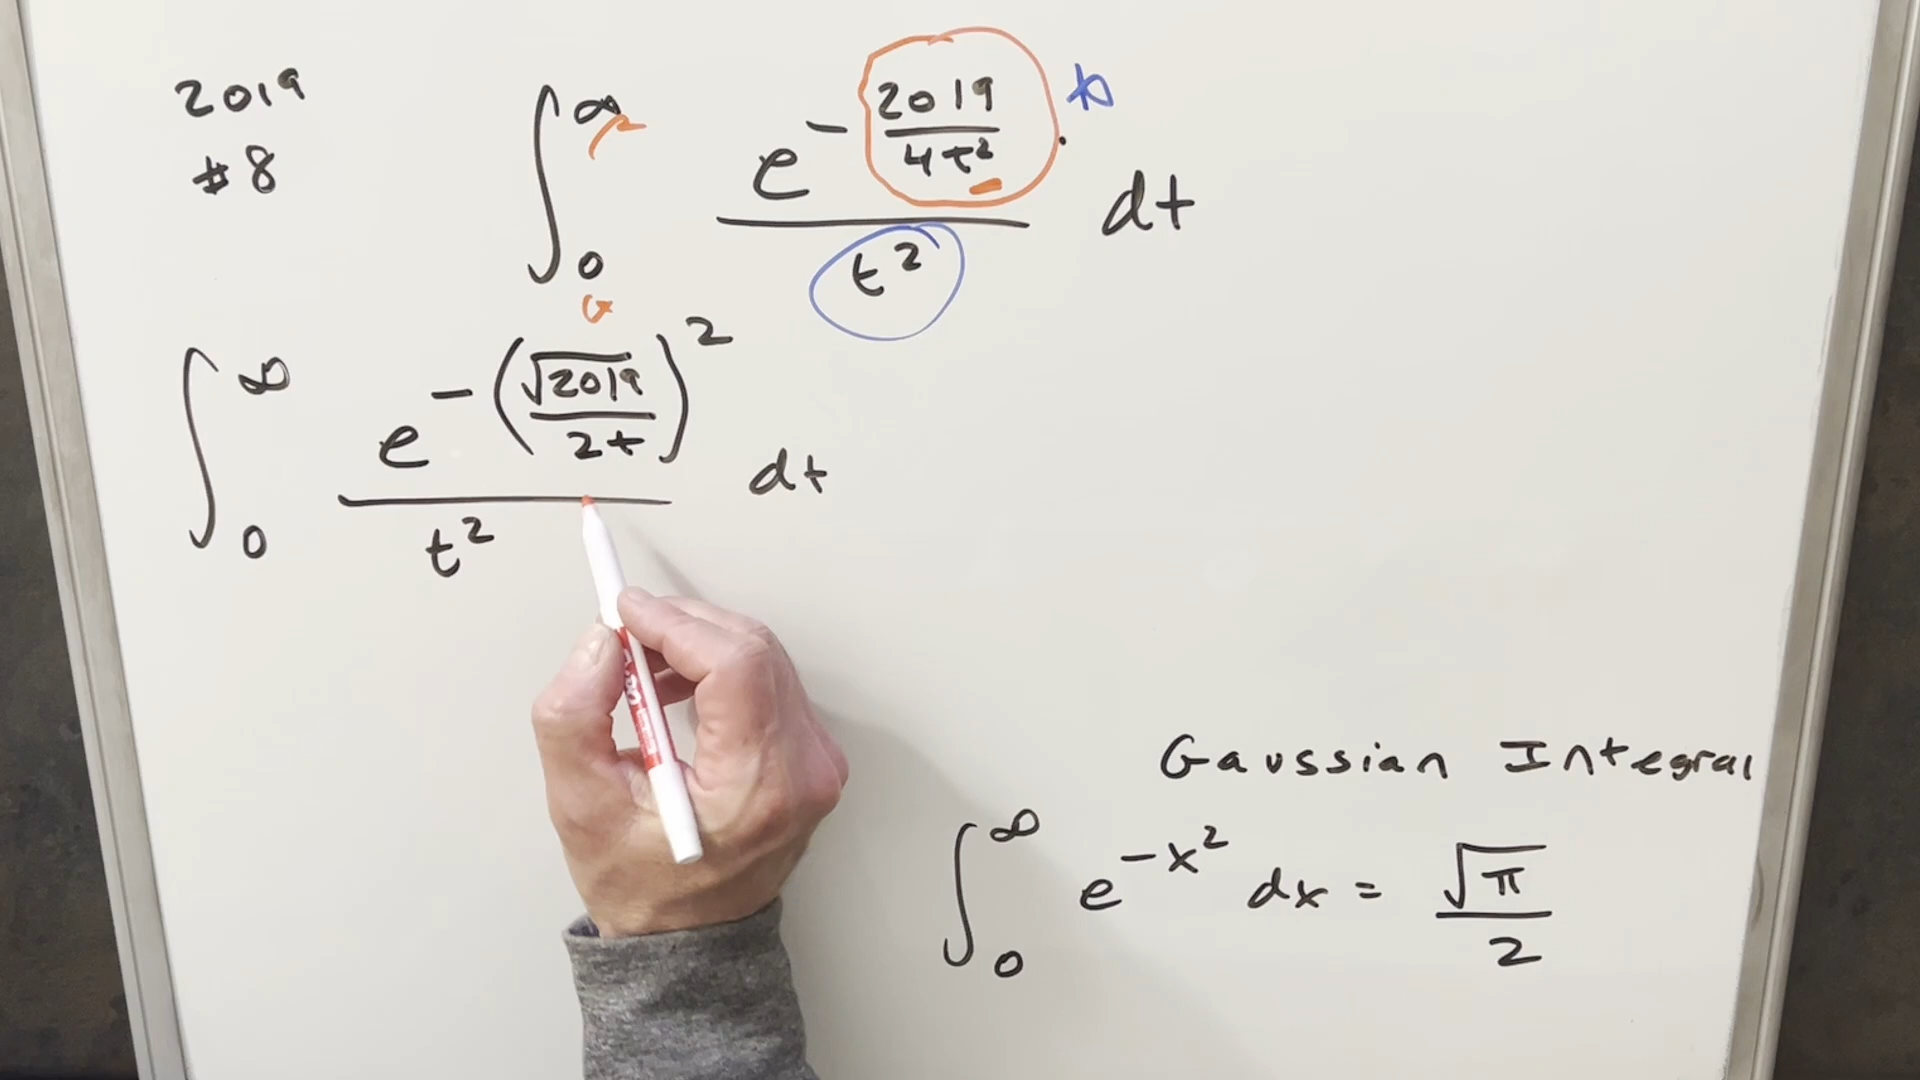 2019
#8
∫₀^∞ e^(-2019/4t²)/t² dt
∫₀^∞ e^(-(√2019/2t)²)/t² dt
Gaussian Integral
∫₀^∞ e^(-x²) dx = √π/2